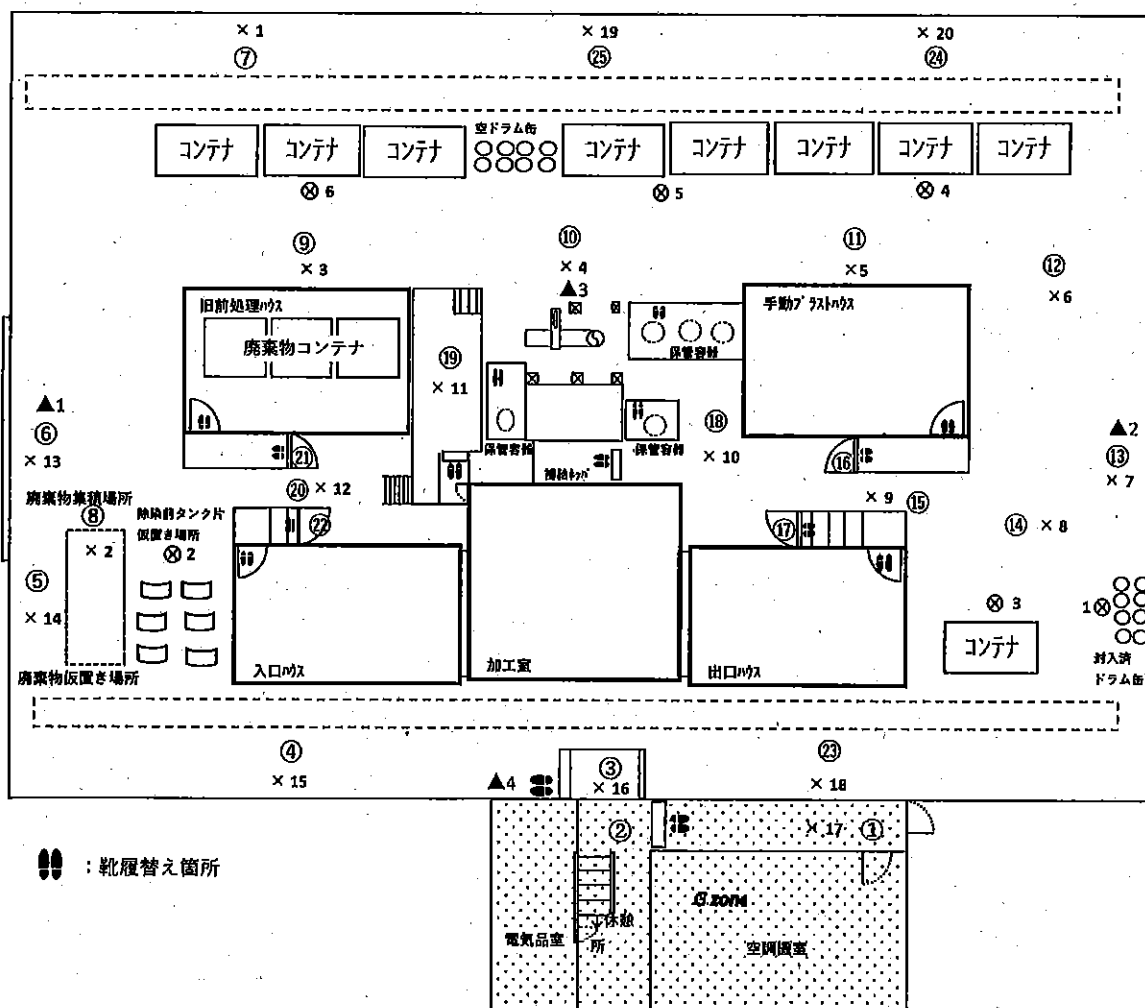 × 1 × 19 × 20
⑦ ㉕ ㉔
空ドラム缶
コンテナ コンテナ コンテナ コンテナ コンテナ コンテナ コンテナ コンテナ
⊗ 6 ⊗ 5 ⊗ 4
⑨ ⑩ ⑪ ⑫
× 3 × 4 × 5 × 6
▲3
旧前処理ハウス 手動ブラストハウス
廃棄物コンテナ
保管容器
⑲
× 11
▲1 ▲2
⑥ ⑱ ⑬
× 13 × 10 × 7
保管容器 保管容器
㉑ ⑯
廃棄物集積場所
⑳ × 12 × 9 ⑮
⑧ 除染前タンク片
仮置き場所
㉒ ⑰ ⑭ × 8
× 2 ⊗ 2
⑤
× 14
⊗ 3 1 ⊗
コンテナ
封入済
ドラム缶
廃棄物仮置き場所
入口ハウス 加工室 出口ハウス
④ ③ ㉓
× 15 ▲4 × 16 × 18
② × 17 ①
：靴履替え箇所
G zone
休憩
所
電気品室 空調機室